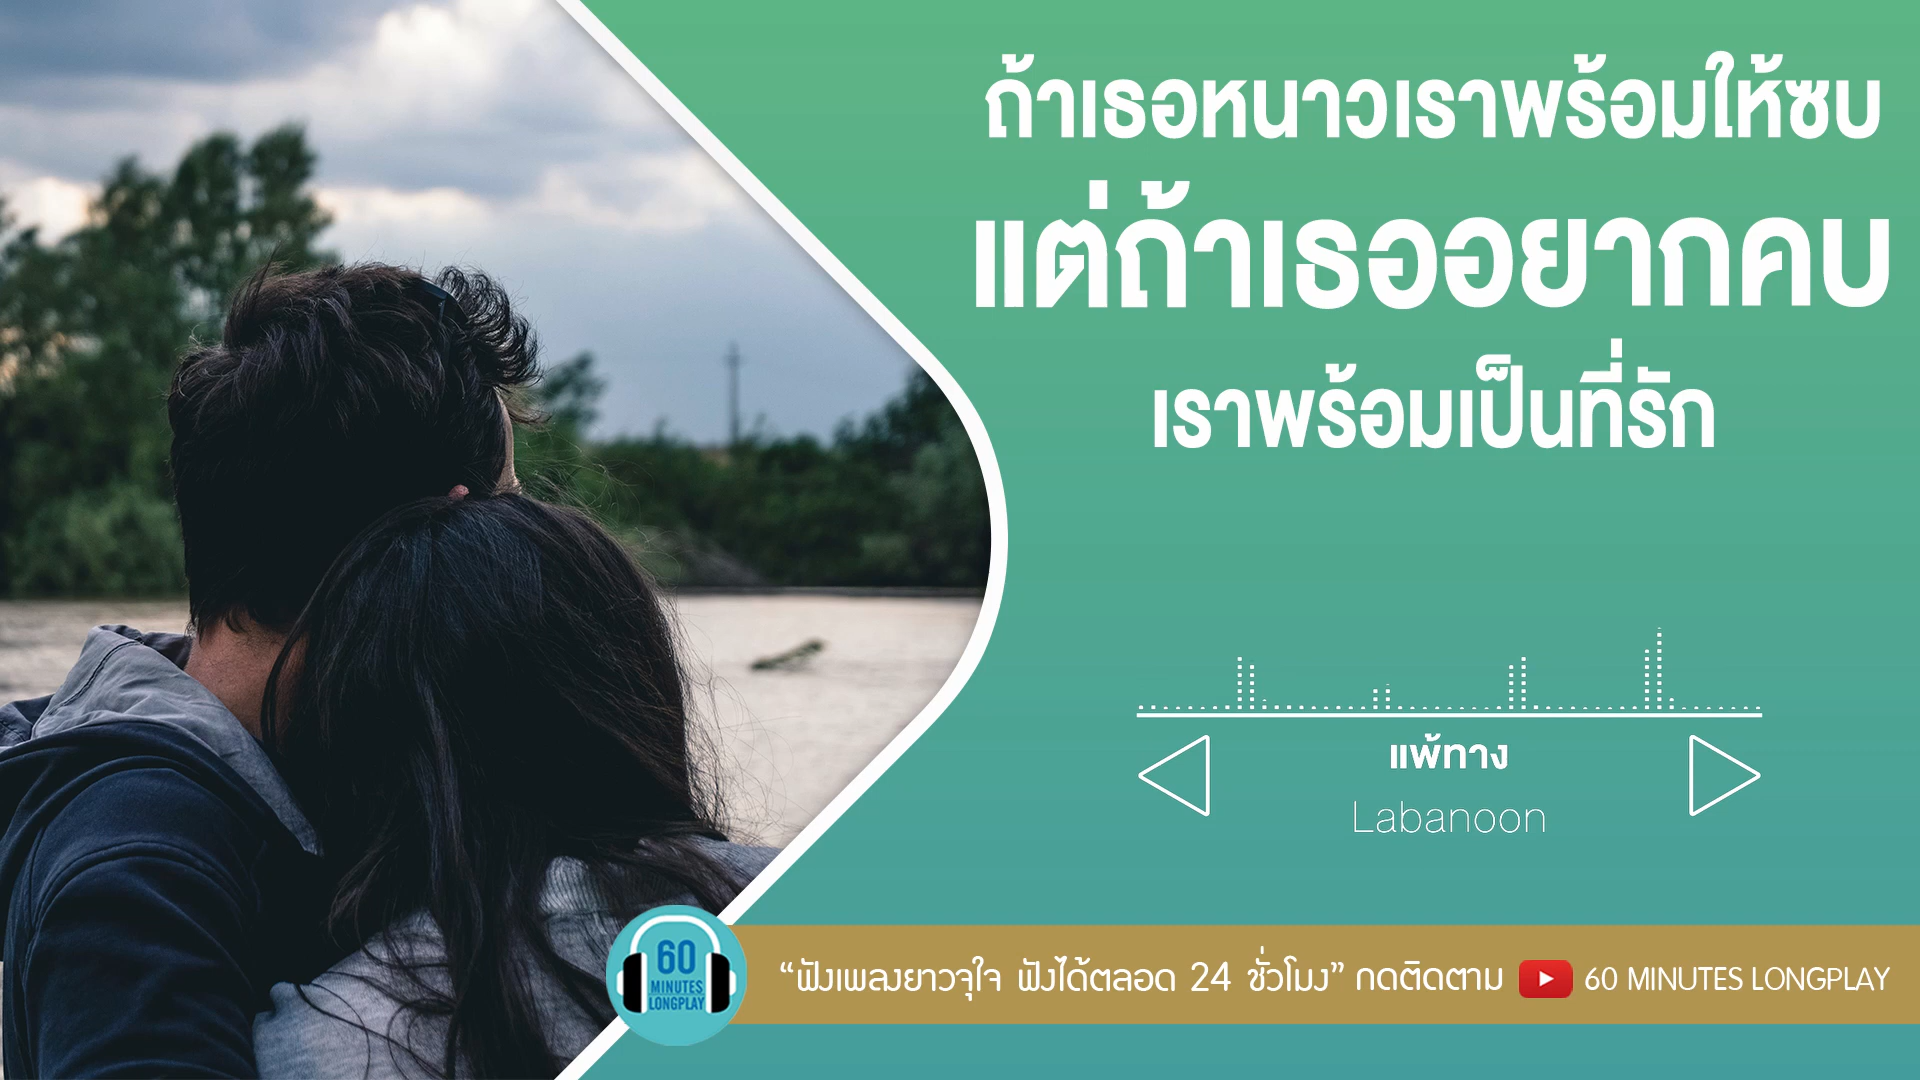 ถ้าเธอหนาวเราพร้อมให้ซบ
แต่ถ้าเธออยากคบ
เราพร้อมเป็นที่รัก
แพ้ทาง
Labanoon
60
MINUTES
LONGPLAY
“ฟังเพลงยาวจุใจ ฟังได้ตลอด 24 ชั่วโมง” กดติดตาม 60 MINUTES LONGPLAY